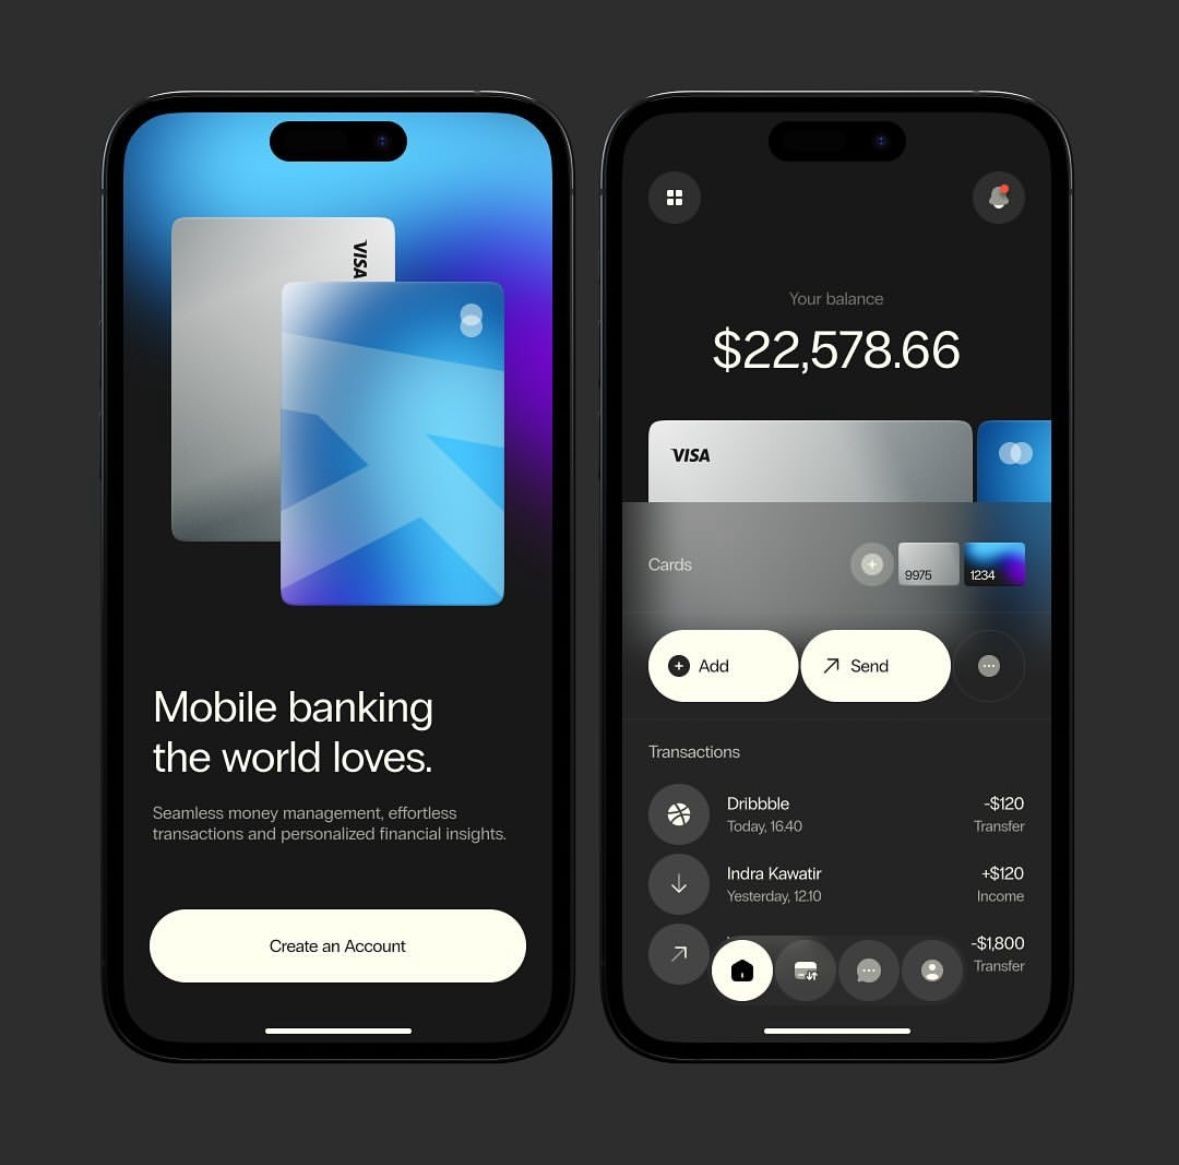 VISA
Mobile banking
the world loves.
Seamless money management, effortless
transactions and personalized financial insights.
Create an Account
Your balance
$22,578.66
VISA
Cards
9975
1234
Add
Send
Transactions
Dribbble
-$120
Today, 16.40
Transfer
Indra Kawatir
+$120
Yesterday, 12.10
Income
-$1,800
Transfer